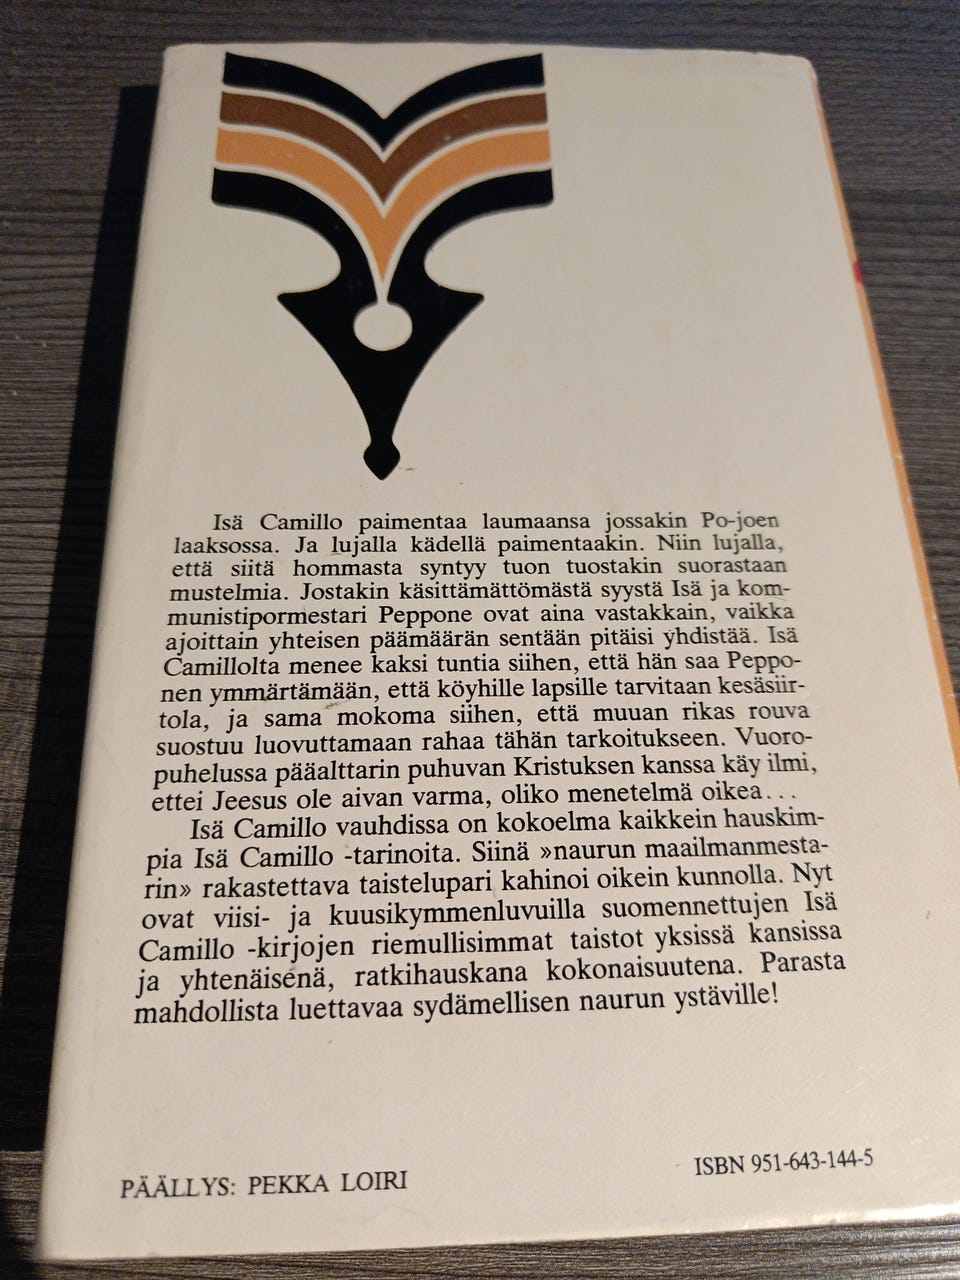 Isä Camillo paimentaa laumaansa jossakin Po-joen
laaksossa. Ja lujalla kädellä paimentaakin. Niin lujalla,
että siitä hommasta syntyy tuon tuostakin suorastaan
mustelmia. Jostakin käsittämättömästä syystä Isä ja kom-
munistipormestari Peppone ovat aina vastakkain, vaikka
ajoittain yhteisen päämäärän sentään pitäisi yhdistää. Isä
Camillolta menee kaksi tuntia siihen, että hän saa Peppo-
nen ymmärtämään, että köyhille lapsille tarvitaan kesäsiir-
tola, ja sama mokoma siihen, että muuan rikas rouva
suostuu luovuttamaan rahaa tähän tarkoitukseen. Vuoro-
puhelussa pääalttarin puhuvan Kristuksen kanssa käy ilmi,
ettei Jeesus ole aivan varma, oliko menetelmä oikea...
Isä Camillo vauhdissa on kokoelma kaikkein hauskim-
pia Isä Camillo -tarinoita. Siinä »naurun maailmanmesta-
rin» rakastettava taistelupari kahinoi oikein kunnolla. Nyt
ovat viisi- ja kuusikymmenluvuilla suomennettujen Isä
Camillo -kirjojen riemullisimmat taistot yksissä kansissa
ja yhtenäisenä, ratkihauskana kokonaisuutena. Parasta
mahdollista luettavaa sydämellisen naurun ystäville!
PÄÄLLYS: PEKKA LOIRI
ISBN 951-643-144-5